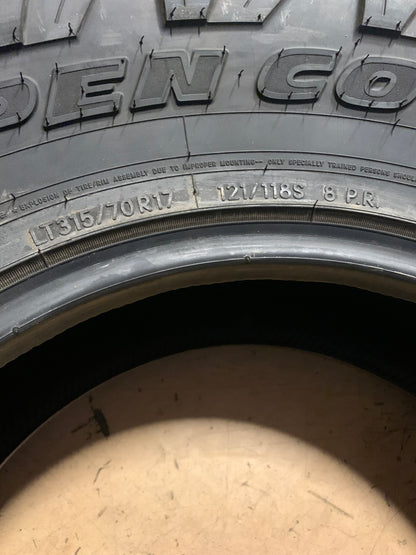 DEN CO
EXPLOSION OF TIRE/RIM ASSEMBLY DUE TO IMPROPER MOUNTING-- ONLY SPECIALLY TRAINED PERSONS SHOUL
LT315/70R17 121/118S 8 P.R.